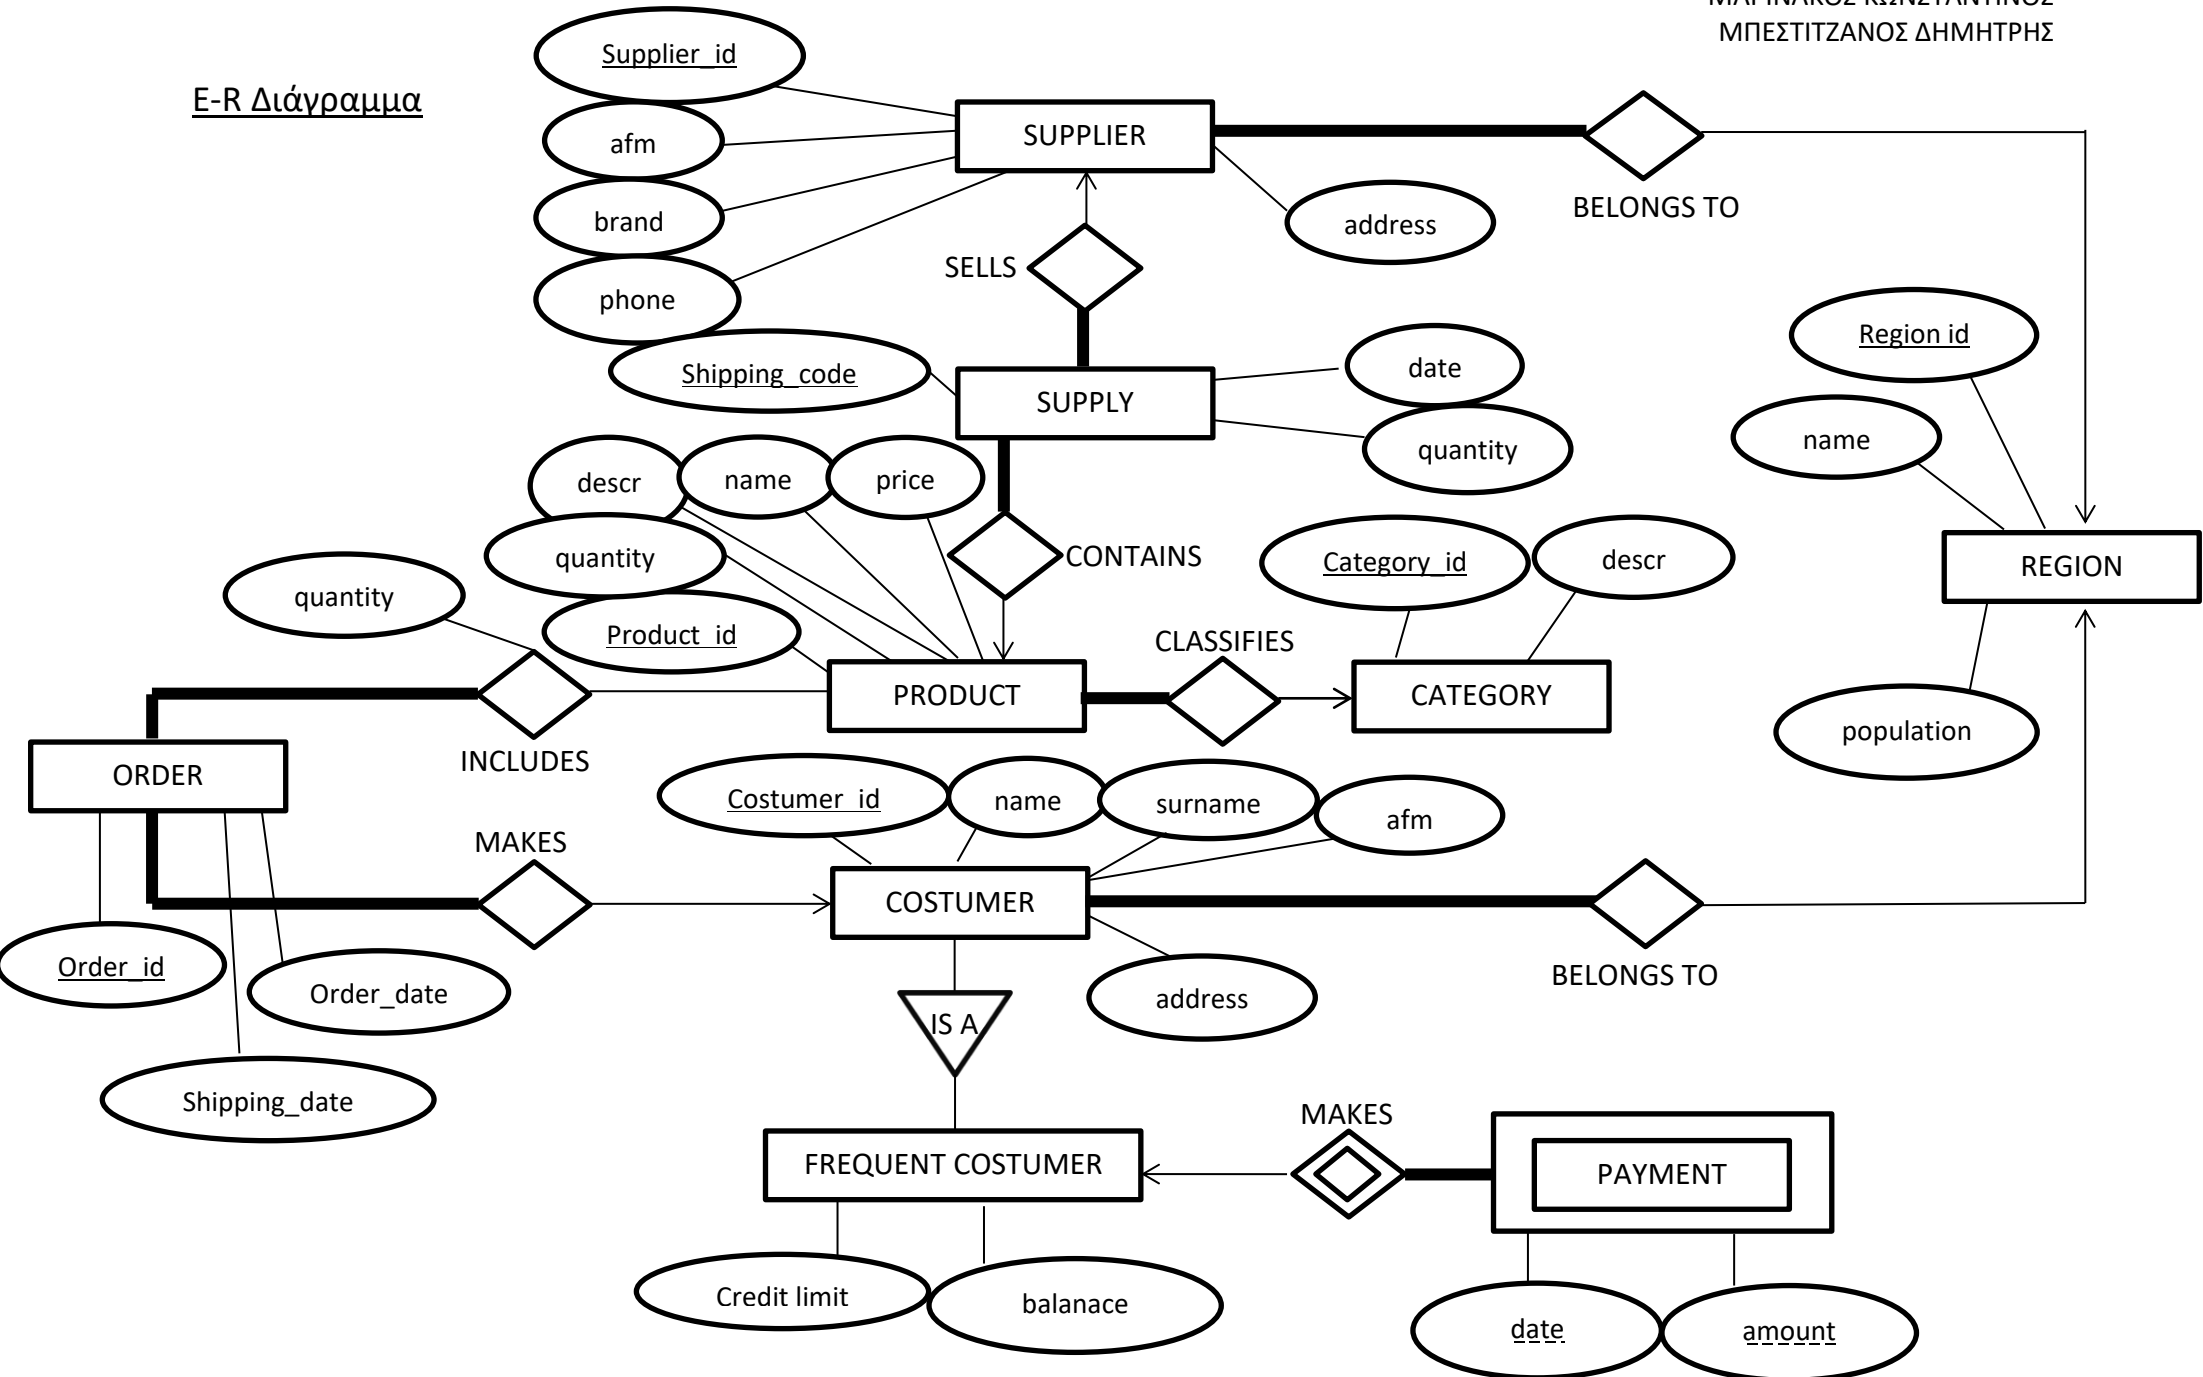 ΜΑΡΙΝΑΚΟΣ ΚΩΝΣΤΑΝΤΙΝΟΣ
ΜΠΕΣΤΙΤΖΑΝΟΣ ΔΗΜΗΤΡΗΣ
E-R Διάγραμμα
Supplier_id
afm
brand
phone
SUPPLIER
address
BELONGS TO
SELLS
Shipping_code
SUPPLY
date
quantity
Region id
name
REGION
population
descr
name
price
quantity
Product_id
CONTAINS
Category_id
descr
quantity
CLASSIFIES
PRODUCT
CATEGORY
INCLUDES
ORDER
MAKES
Costumer_id
name
surname
afm
COSTUMER
address
BELONGS TO
Order_id
Order_date
Shipping_date
IS A
FREQUENT COSTUMER
MAKES
PAYMENT
Credit limit
balanace
date
amount